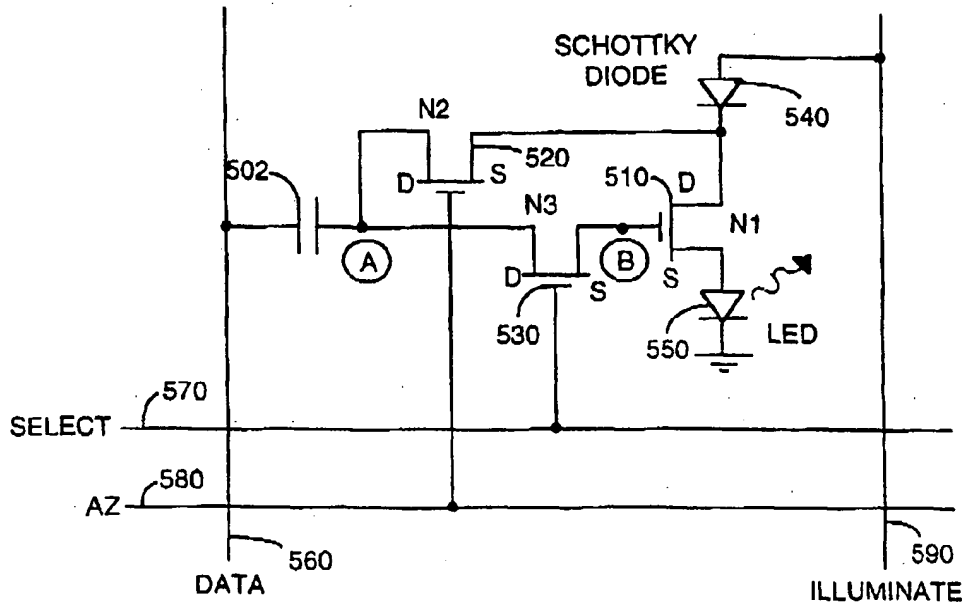 SCHOTTKY
DIODE
540
N2
520
502
D
S
510
D
N3
N1
A
B
D
S
S
530
550
LED
570
SELECT
580
AZ
560
590
DATA
ILLUMINATE